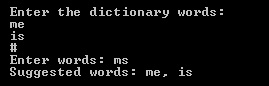 Enter the dictionary words:
me
is
#
Enter words: ms
Suggested words: me, is